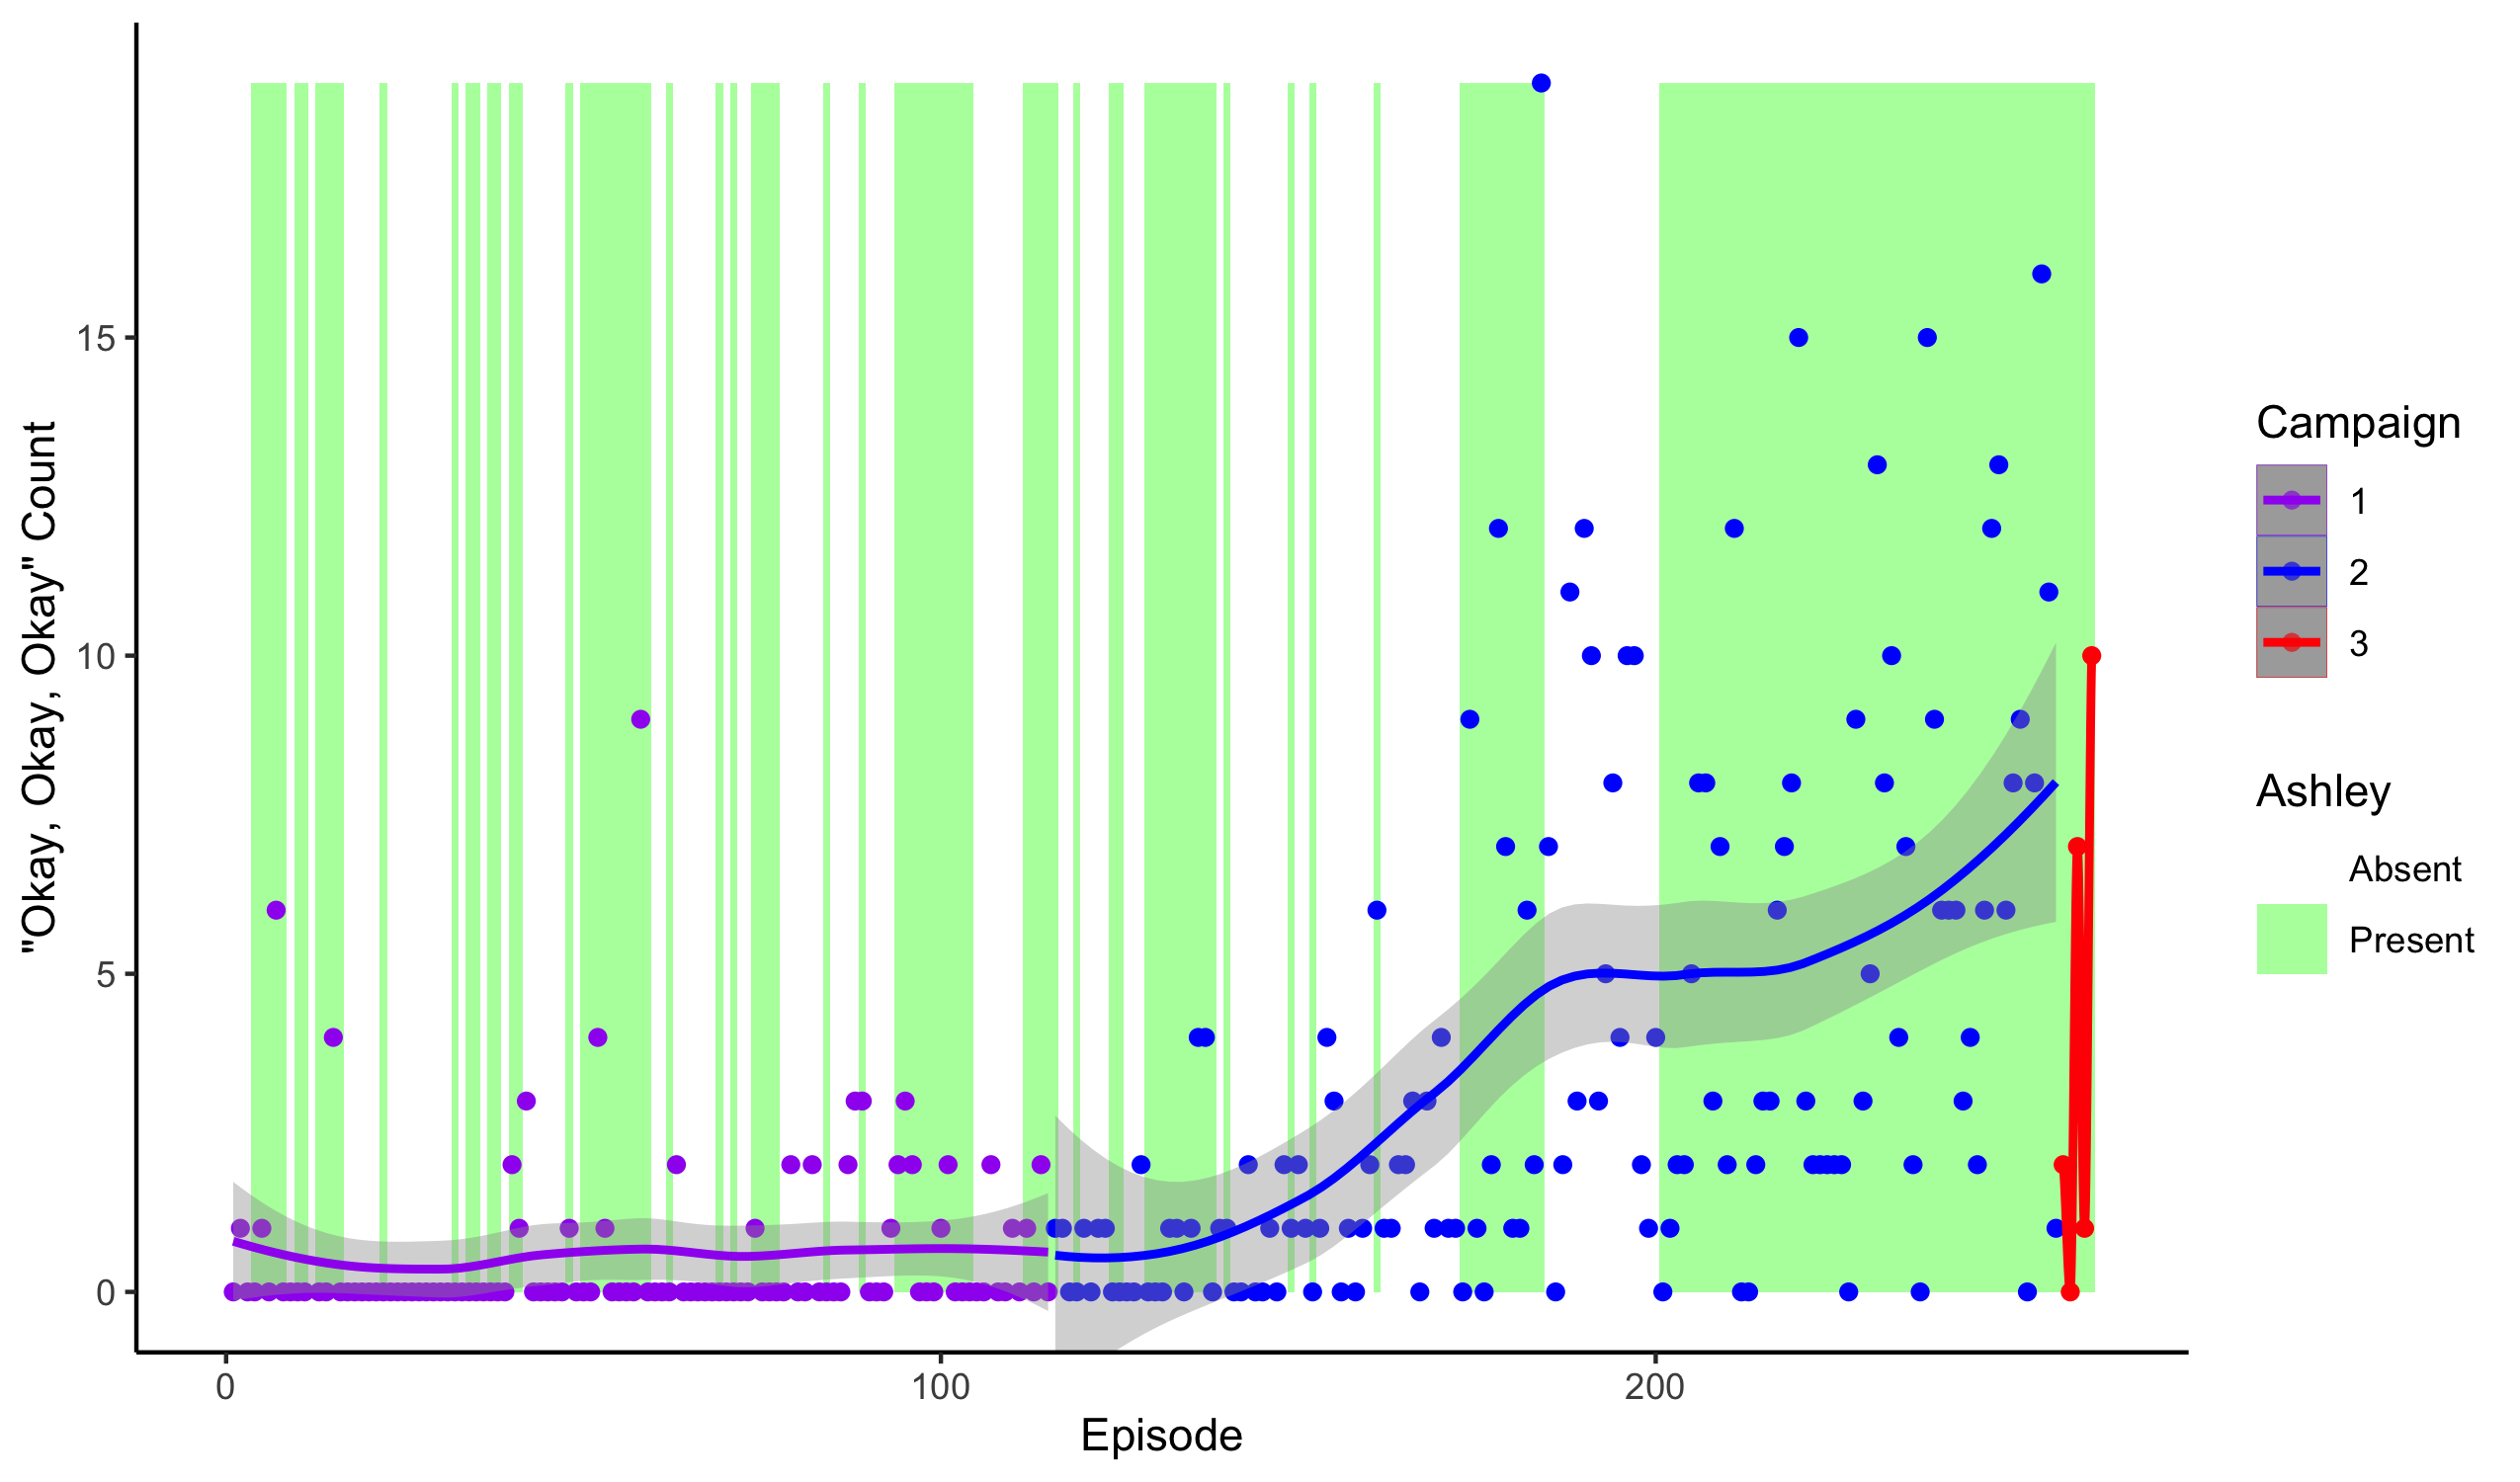 "Okay, Okay, Okay" Count
15
10
5
0
0
100
200
Episode
Campaign
1
2
3
Ashley
Absent
Present